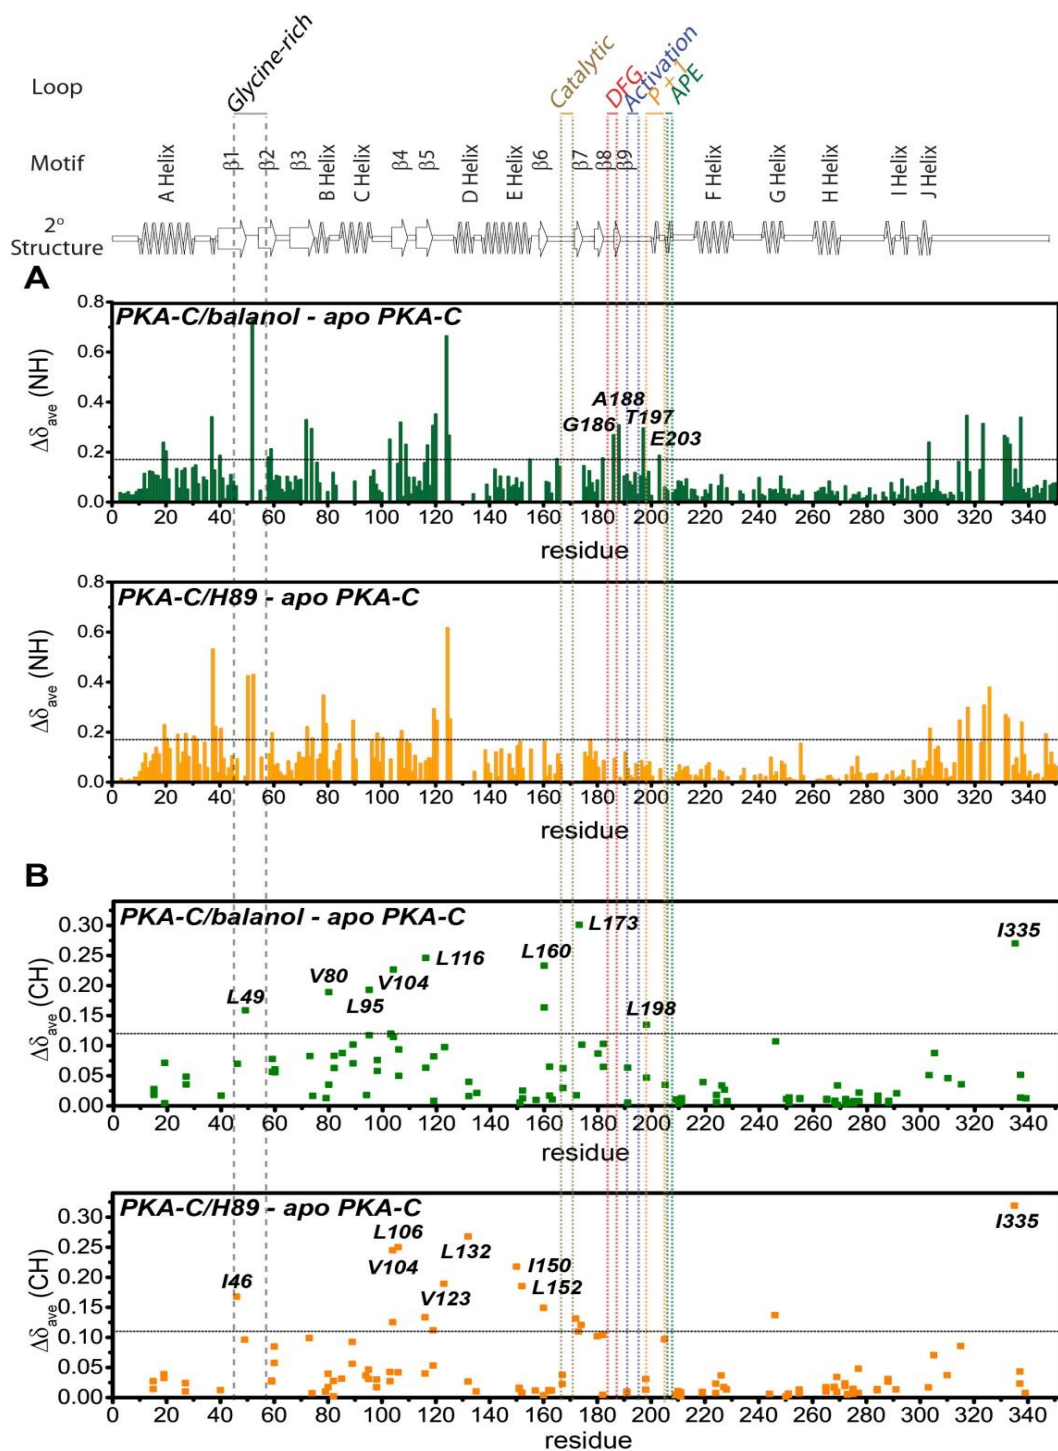 Loop
Glycine-rich
Catalytic
DFG
Activation
P + 1
APE
Motif
A Helix
β1
β2
β3
B Helix
C Helix
β4
β5
D Helix
E Helix
β6
β7
β8
β9
F Helix
G Helix
H Helix
I Helix
J Helix
2° Structure
A
PKA-C/balanol - apo PKA-C
Δδave (NH)
0.8
0.6
0.4
0.2
0.0
A188
G186
T197
E203
0 20 40 60 80 100 120 140 160 180 200 220 240 260 280 300 320 340
residue
PKA-C/H89 - apo PKA-C
Δδave (NH)
0.8
0.6
0.4
0.2
0.0
0 20 40 60 80 100 120 140 160 180 200 220 240 260 280 300 320 340
residue
B
PKA-C/balanol - apo PKA-C
Δδave (CH)
0.30
0.25
0.20
0.15
0.10
0.05
0.00
L49
V80
L95
V104
L116
L160
L173
L198
I335
0 20 40 60 80 100 120 140 160 180 200 220 240 260 280 300 320 340
residue
PKA-C/H89 - apo PKA-C
Δδave (CH)
0.30
0.25
0.20
0.15
0.10
0.05
0.00
I46
L106
V104
V123
L132
I150
L152
I335
0 20 40 60 80 100 120 140 160 180 200 220 240 260 280 300 320 340
residue